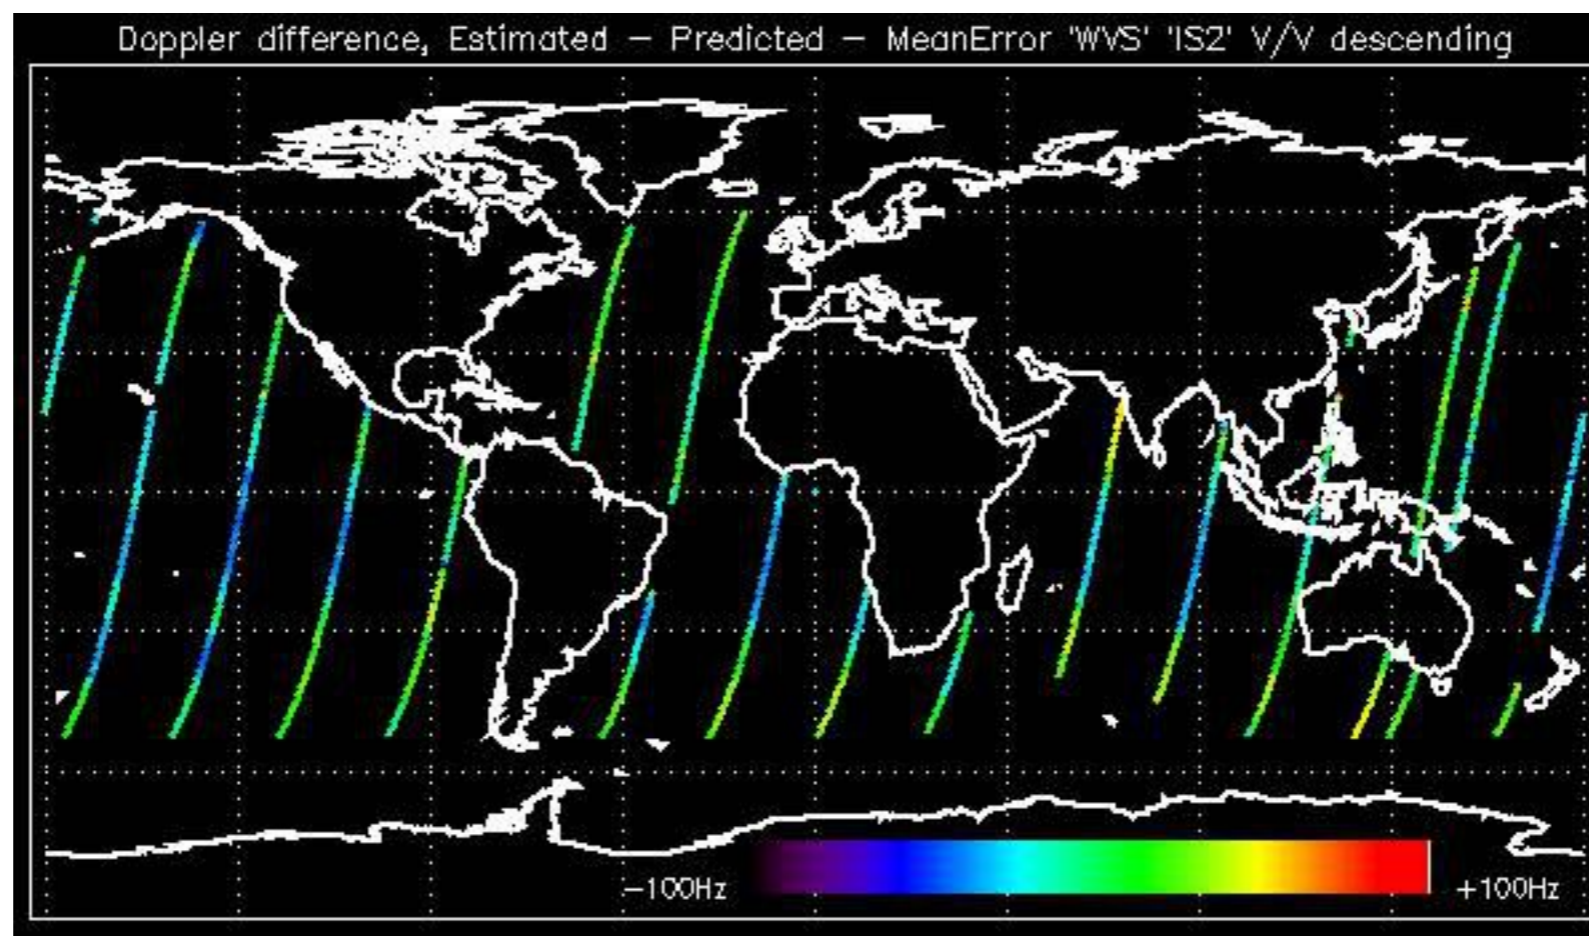 Doppler difference, Estimated - Predicted - MeanError 'WVS' 'IS2' V/V descending
-100Hz +100Hz